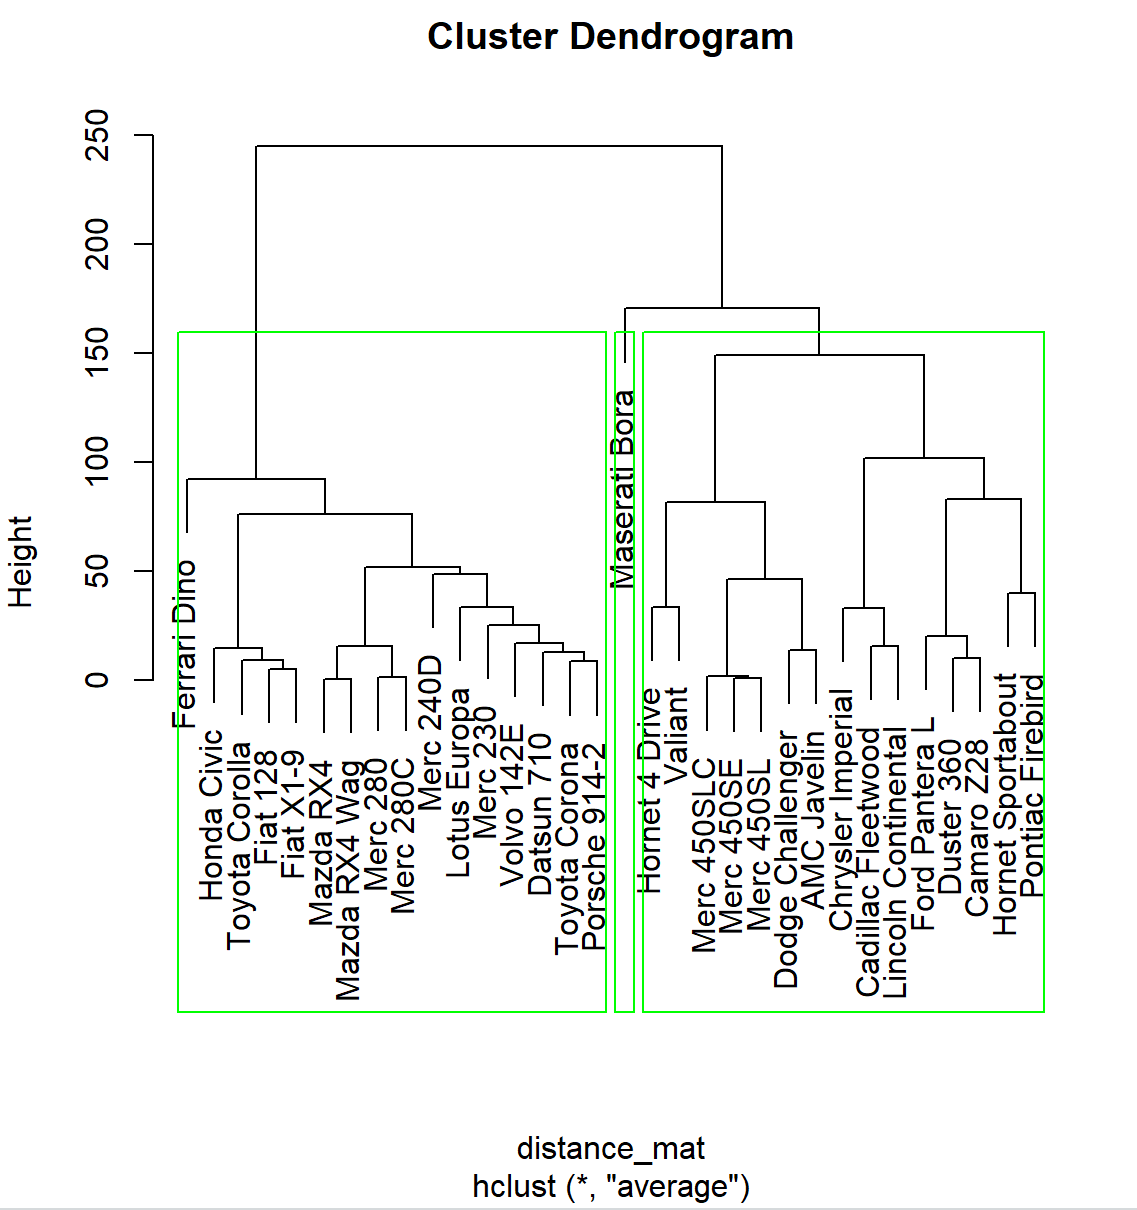 Cluster Dendrogram
Height
250
200
150
100
50
0
Ferrari Dino
Honda Civic
Toyota Corolla
Fiat 128
Fiat X1-9
Mazda RX4
Mazda RX4 Wag
Merc 280
Merc 280C
Merc 240D
Lotus Europa
Merc 230
Volvo 142E
Datsun 710
Toyota Corona
Porsche 914-2
Maserati Bora
Hornet 4 Drive
Valiant
Merc 450SLC
Merc 450SE
Merc 450SL
Dodge Challenger
AMC Javelin
Chrysler Imperial
Cadillac Fleetwood
Lincoln Continental
Ford Pantera L
Duster 360
Camaro Z28
Hornet Sportabout
Pontiac Firebird
distance_mat
hclust (*, "average")